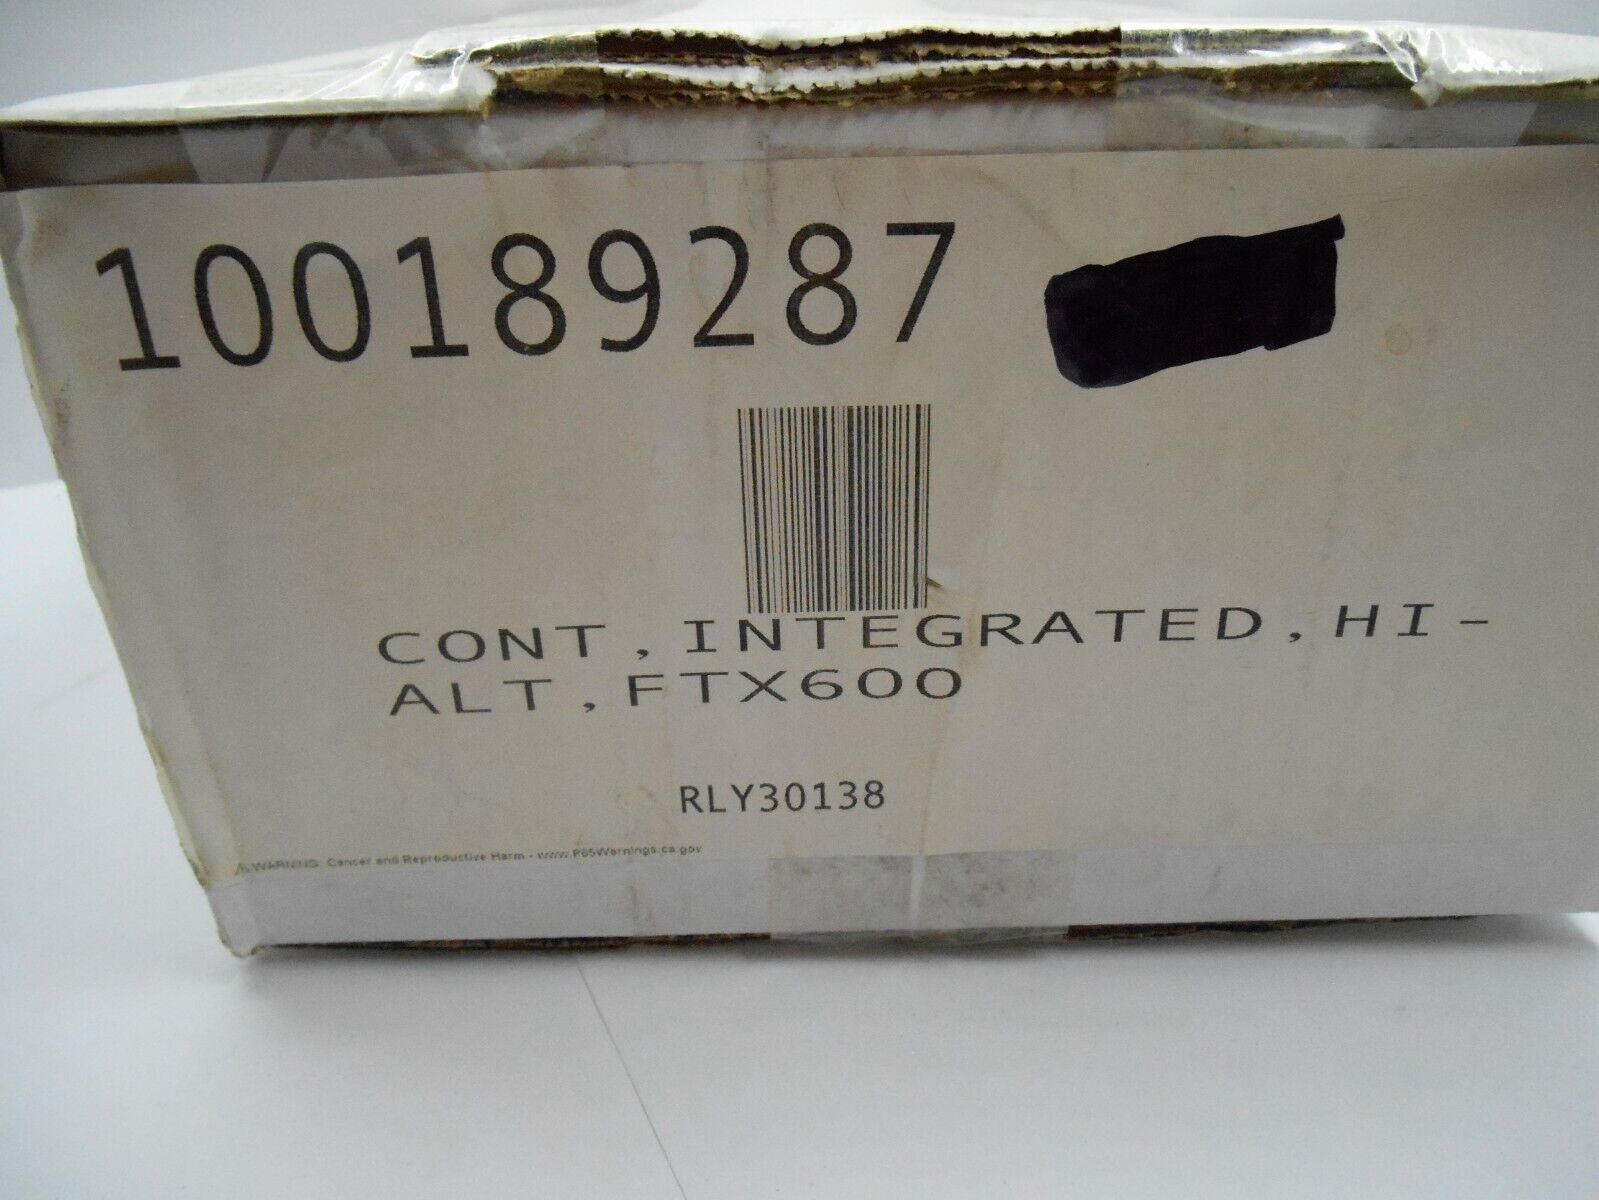 100189287
CONT,INTEGRATED,HI-
ALT,FTX600
RLY30138
⚠WARNING: Cancer and Reproductive Harm - www.P65Warnings.ca.gov